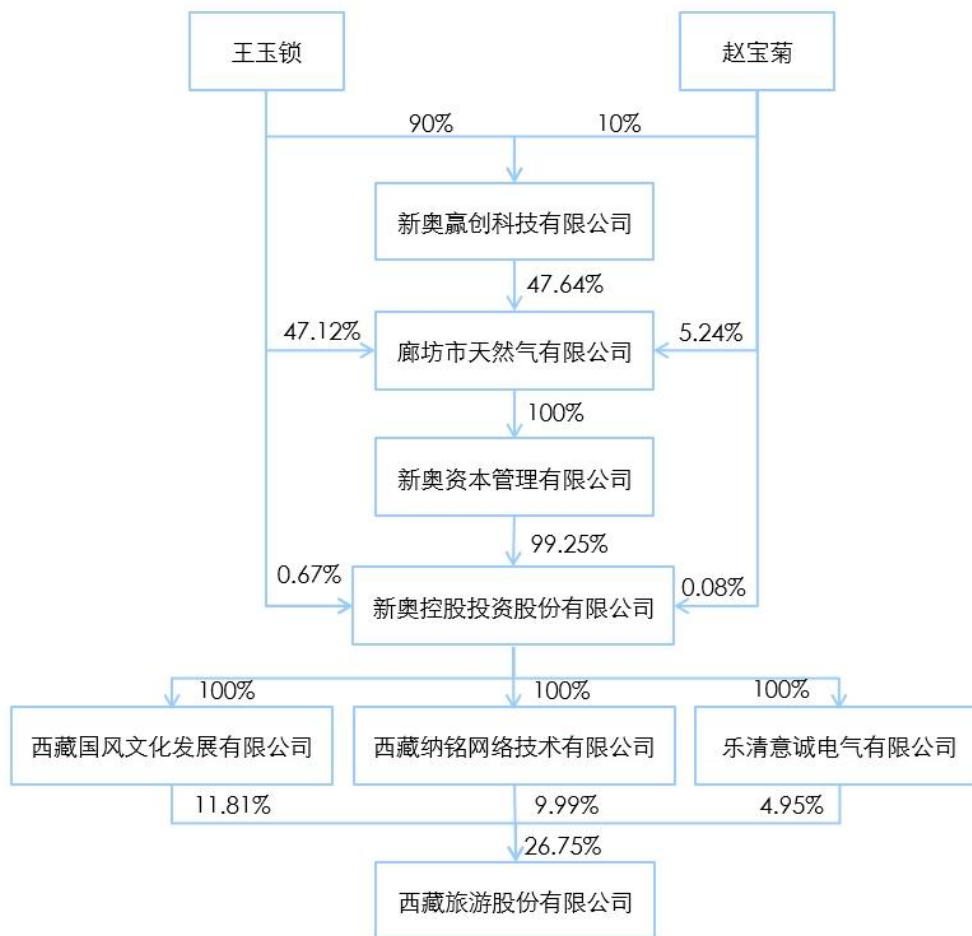 王玉锁
赵宝菊
90%
10%
新奥赢创科技有限公司
47.64%
47.12%
廊坊市天然气有限公司
5.24%
100%
新奥资本管理有限公司
99.25%
0.67%
新奥控股投资股份有限公司
0.08%
100%
100%
100%
西藏国风文化发展有限公司
西藏纳铭网络技术有限公司
乐清意诚电气有限公司
11.81%
9.99%
4.95%
26.75%
西藏旅游股份有限公司